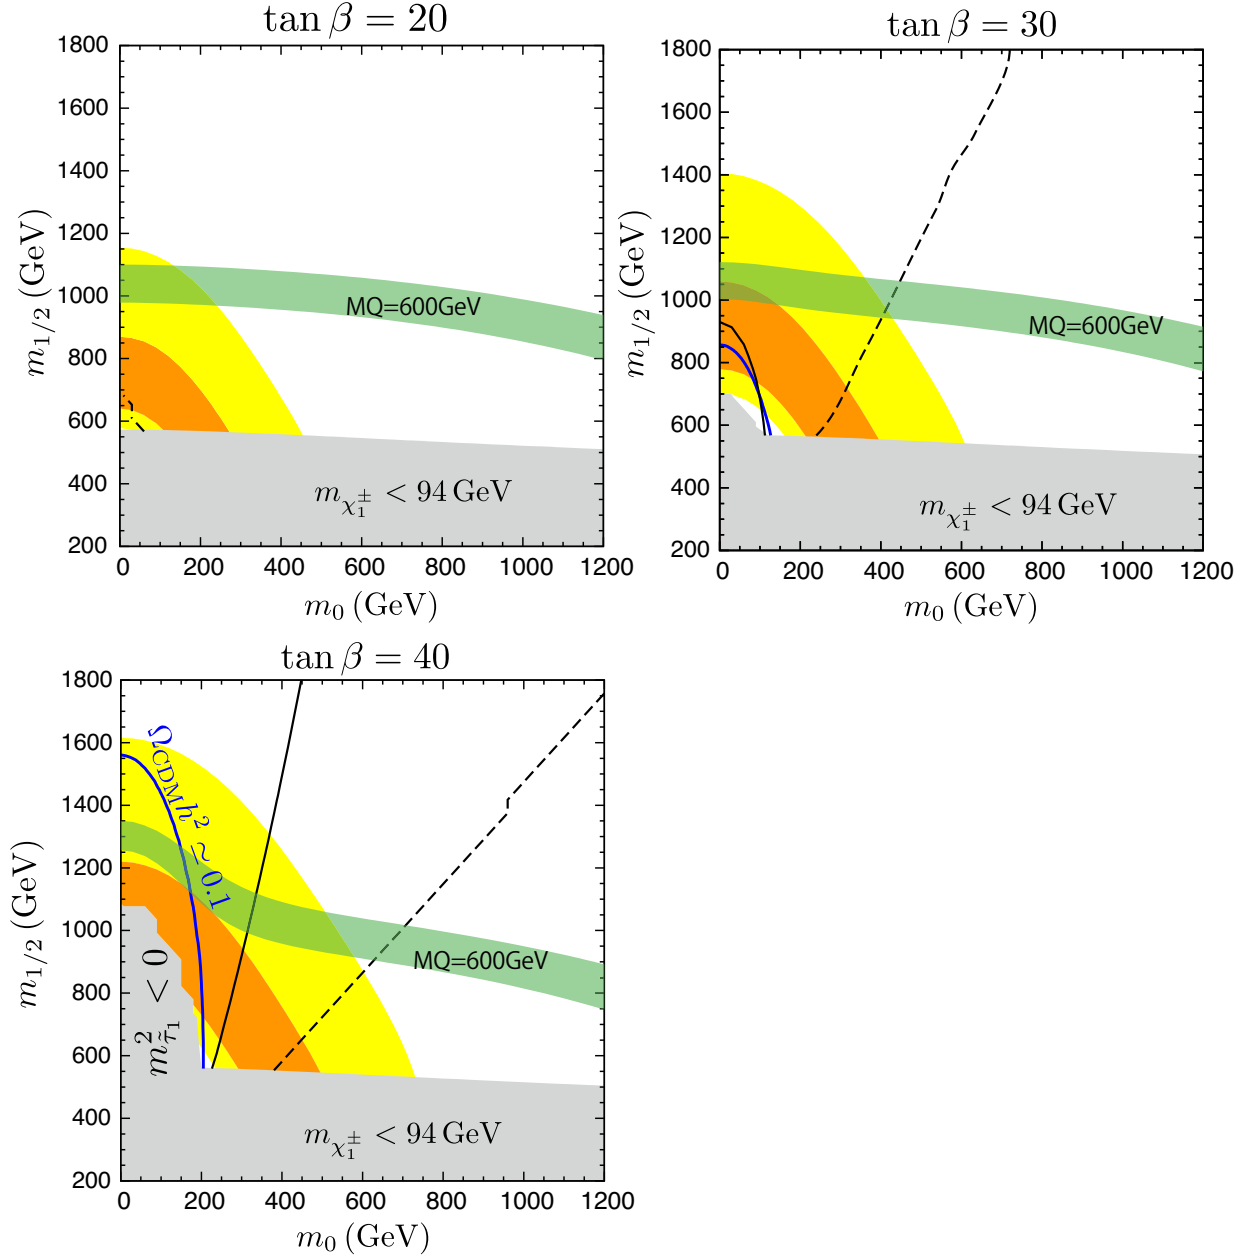 tan β = 20
1800
1600
1400
1200
1000
800
600
400
200
m1/2 (GeV)
MQ=600GeV
mχ1± < 94 GeV
0 200 400 600 800 1000 1200
m0 (GeV)
tan β = 30
1800
1600
1400
1200
1000
800
600
400
200
m1/2 (GeV)
MQ=600GeV
mχ1± < 94 GeV
0 200 400 600 800 1000 1200
m0 (GeV)
tan β = 40
1800
1600
1400
1200
1000
800
600
400
200
m1/2 (GeV)
ΩCDMh² ≃ 0.1
MQ=600GeV
m²τ̃1 < 0
mχ1± < 94 GeV
0 200 400 600 800 1000 1200
m0 (GeV)